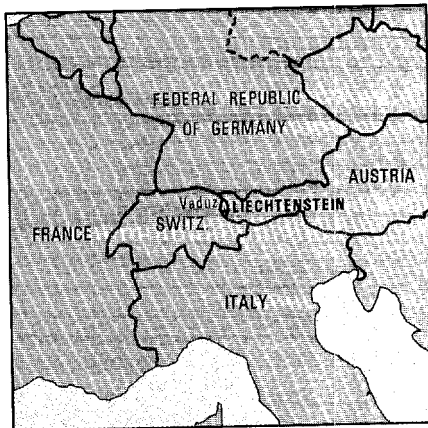 FEDERAL REPUBLIC
OF GERMANY
AUSTRIA
Vaduz
LIECHTENSTEIN
FRANCE
SWITZ.
ITALY